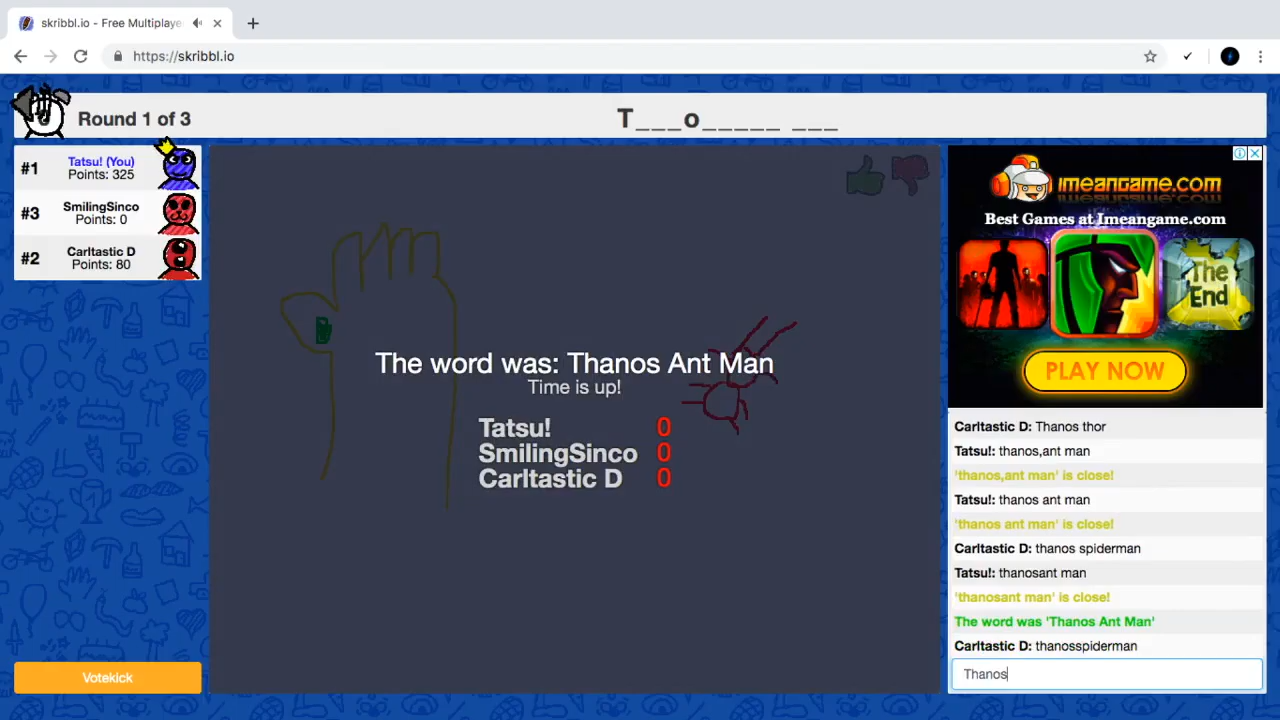 skribbl.io - Free Multiplaye
https://skribbl.io
Round 1 of 3
T___o_____ ___
#1
Tatsu! (You)
Points: 325
#3
SmilingSinco
Points: 0
#2
Carltastic D
Points: 80
The word was: Thanos Ant Man
Time is up!
Tatsu! 0
SmilingSinco 0
Carltastic D 0
imeangame.com
Best Games at Imeangame.com
The End
PLAY NOW
Carltastic D: Thanos thor
Tatsu!: thanos,ant man
'thanos,ant man' is close!
Tatsu!: thanos ant man
'thanos ant man' is close!
Carltastic D: thanos spiderman
Tatsu!: thanosant man
'thanosant man' is close!
The word was 'Thanos Ant Man'
Carltastic D: thanosspiderman
Thanos
Votekick